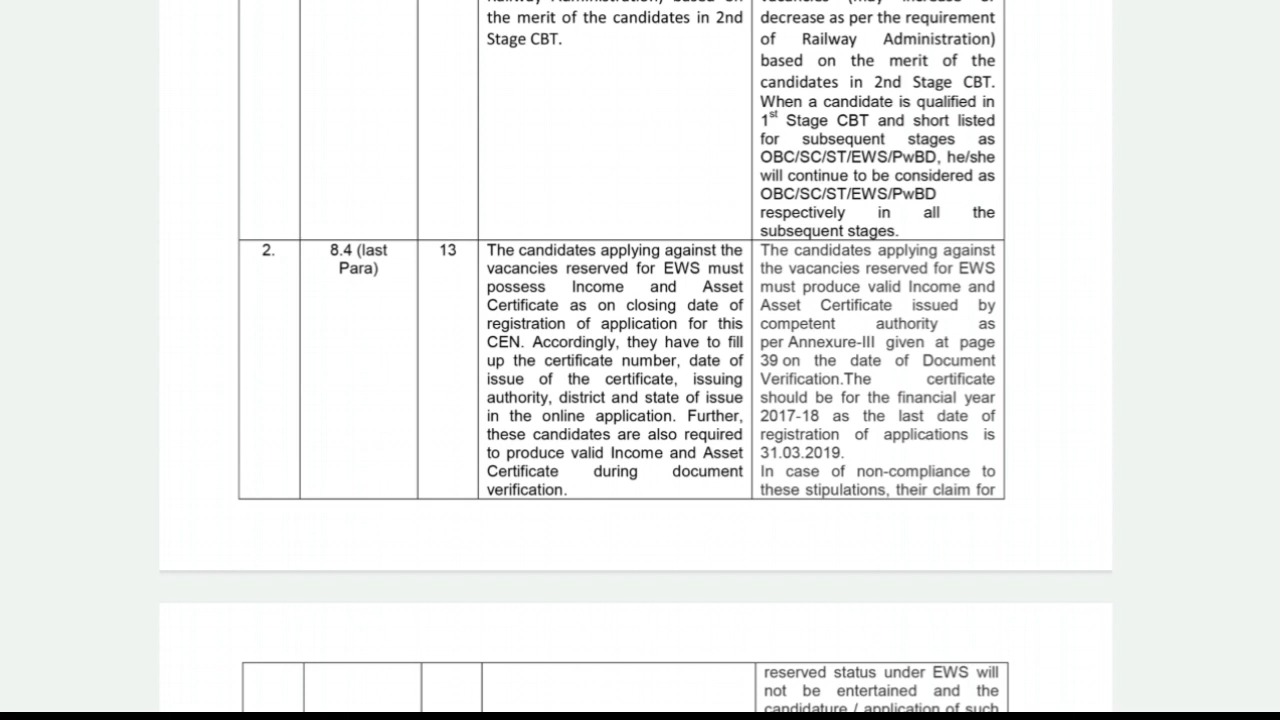 the merit of the candidates in 2nd
Stage CBT.
decrease as per the requirement
of Railway Administration)
based on the merit of the
candidates in 2nd Stage CBT.
When a candidate is qualified in
1st Stage CBT and short listed
for subsequent stages as
OBC/SC/ST/EWS/PwBD, he/she
will continue to be considered as
OBC/SC/ST/EWS/PwBD
respectively in all the
subsequent stages.
2.
8.4 (last
Para)
13
The candidates applying against the
vacancies reserved for EWS must
possess Income and Asset
Certificate as on closing date of
registration of application for this
CEN. Accordingly, they have to fill
up the certificate number, date of
issue of the certificate, issuing
authority, district and state of issue
in the online application. Further,
these candidates are also required
to produce valid Income and Asset
Certificate during document
verification.
The candidates applying against
the vacancies reserved for EWS
must produce valid Income and
Asset Certificate issued by
competent authority as
per Annexure-III given at page
39 on the date of Document
Verification.The certificate
should be for the financial year
2017-18 as the last date of
registration of applications is
31.03.2019.
In case of non-compliance to
these stipulations, their claim for
reserved status under EWS will
not be entertained and the
candidature / application of such